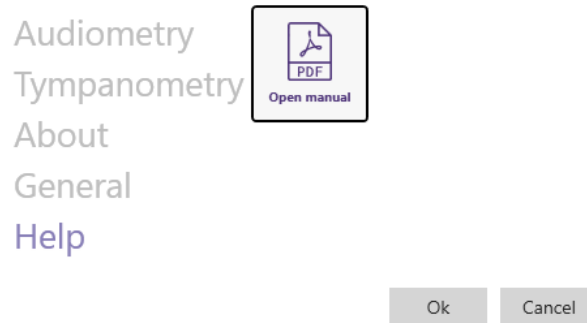 Audiometry
Tympanometry
About
General
Help
PDF
Open manual
Ok
Cancel